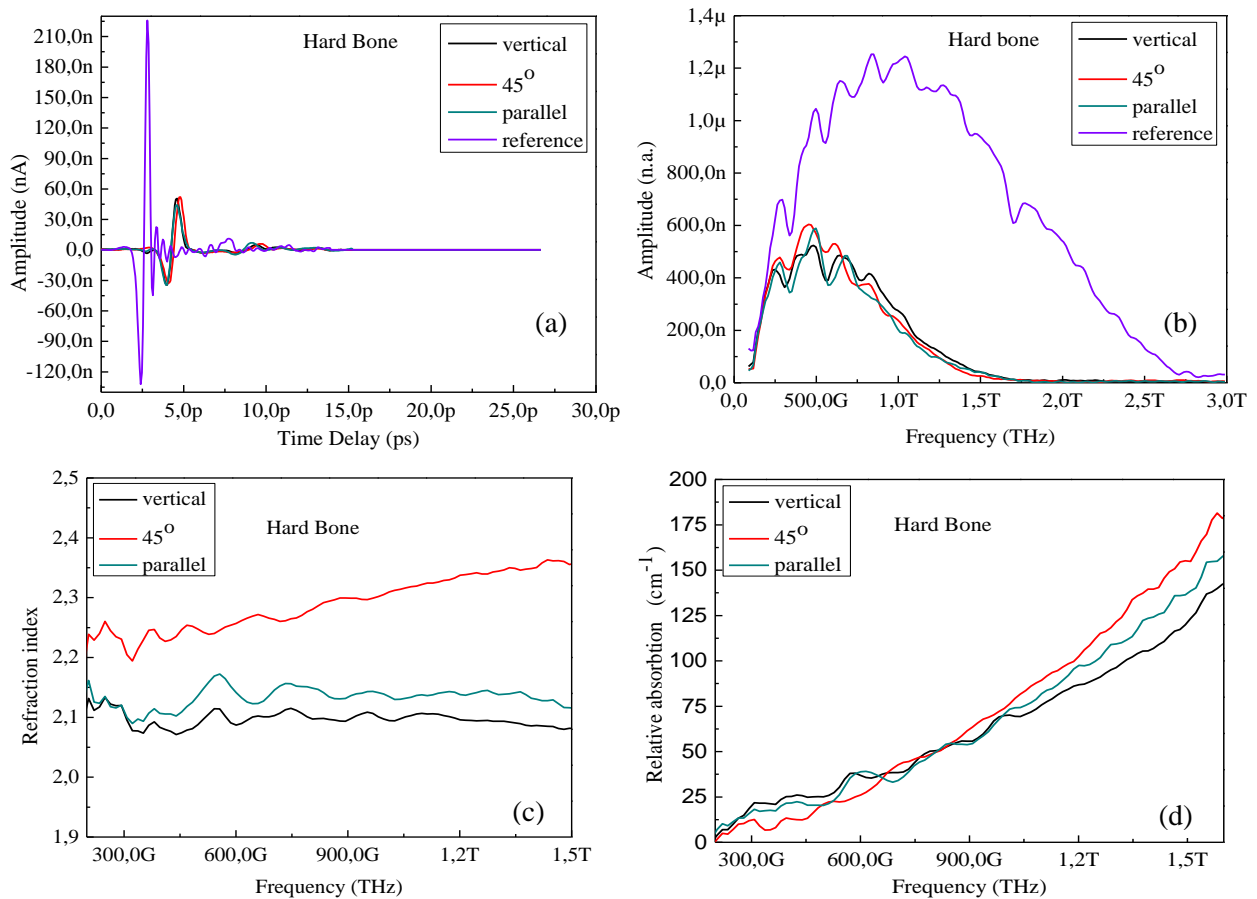 Hard Bone
vertical
45°
parallel
reference
210,0n
180,0n
150,0n
120,0n
90,0n
60,0n
30,0n
0,0
-30,0n
-60,0n
-90,0n
-120,0n
Amplitude (nA)
(a)
0,0 5,0p 10,0p 15,0p 20,0p 25,0p 30,0p
Time Delay (ps)
Hard bone
vertical
45°
parallel
reference
1,4µ
1,2µ
1,0µ
800,0n
600,0n
400,0n
200,0n
0,0
Amplitude (n.a.)
(b)
0,0 500,0G 1,0T 1,5T 2,0T 2,5T 3,0T
Frequency (THz)
vertical
45°
parallel
Hard Bone
2,5
2,4
2,3
2,2
2,1
2,0
1,9
Refraction index
(c)
300,0G 600,0G 900,0G 1,2T 1,5T
Frequency (THz)
vertical
45°
parallel
Hard Bone
200
175
150
125
100
75
50
25
0
Relative absorbtion (cm⁻¹)
(d)
300,0G 600,0G 900,0G 1,2T 1,5T
Frequency (THz)